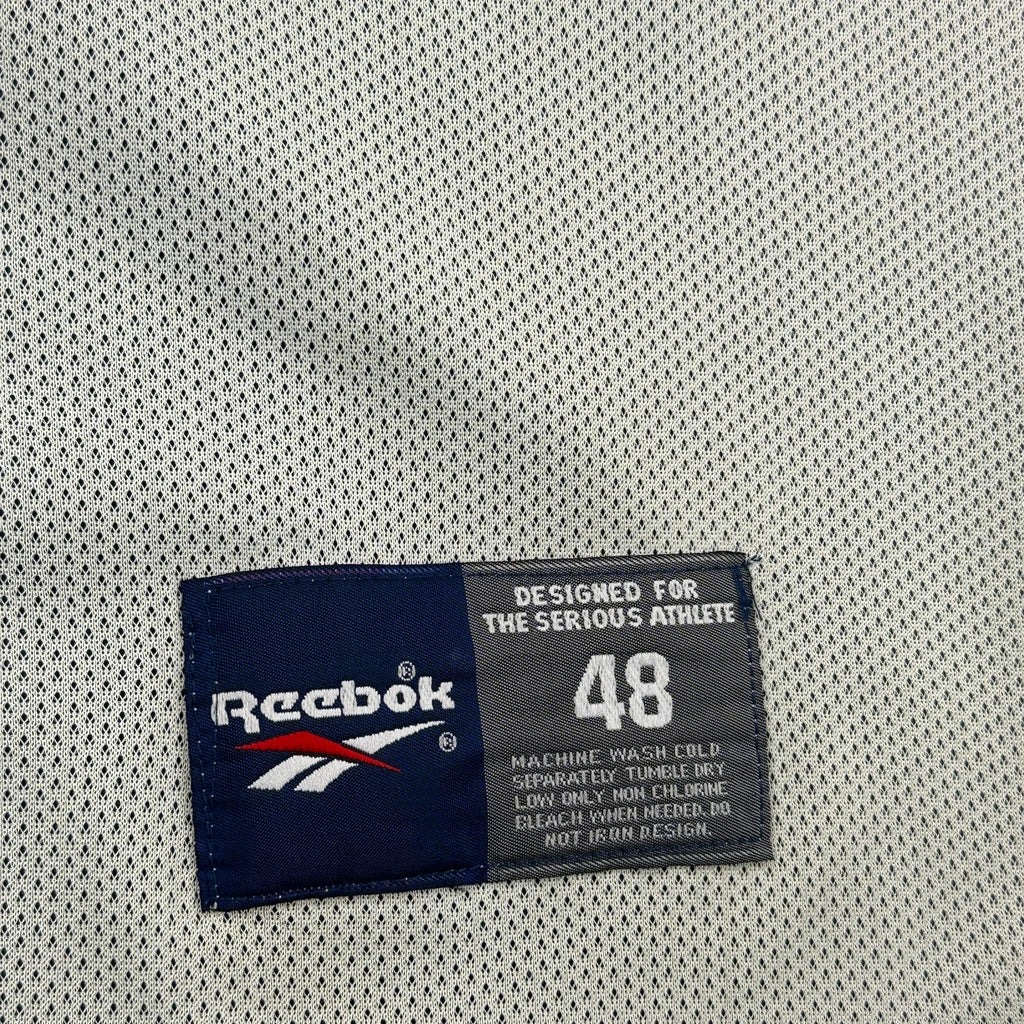 Reebok®
®
DESIGNED FOR
THE SERIOUS ATHLETE
48
MACHINE WASH COLD
SEPARATELY TUMBLE DRY
LOW ONLY NON CHLORINE
BLEACH WHEN NEEDED. DO
NOT IRON DESIGN.